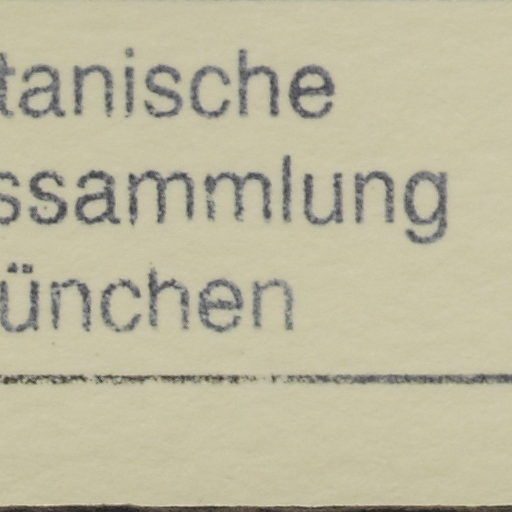 tanische
ssammlung
ünchen